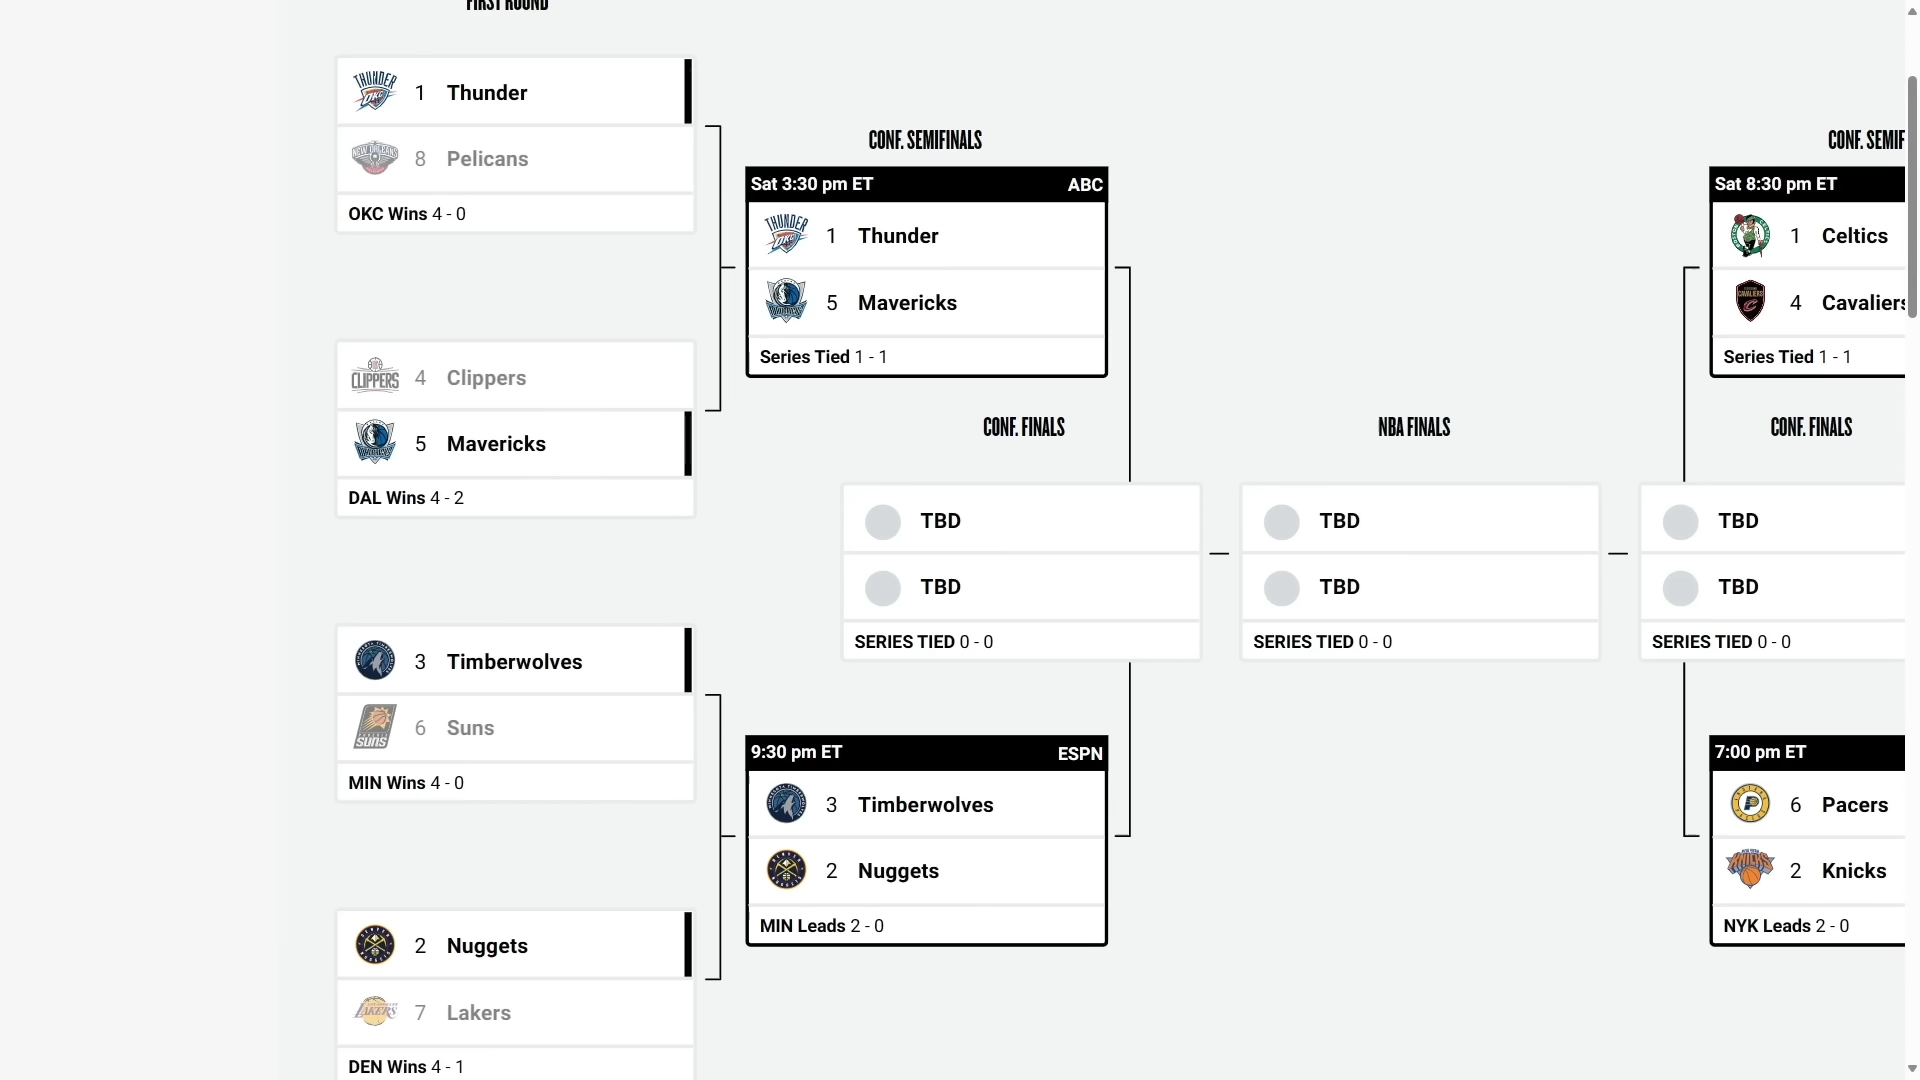 FIRST ROUND
1 Thunder
8 Pelicans
OKC Wins 4 - 0
4 Clippers
5 Mavericks
DAL Wins 4 - 2
3 Timberwolves
6 Suns
MIN Wins 4 - 0
2 Nuggets
7 Lakers
DEN Wins 4 - 1
CONF. SEMIFINALS
Sat 3:30 pm ET ABC
1 Thunder
5 Mavericks
Series Tied 1 - 1
CONF. FINALS
TBD
TBD
SERIES TIED 0 - 0
9:30 pm ET ESPN
3 Timberwolves
2 Nuggets
MIN Leads 2 - 0
NBA FINALS
TBD
TBD
SERIES TIED 0 - 0
CONF. SEMIF
Sat 8:30 pm ET
1 Celtics
4 Cavaliers
Series Tied 1 - 1
CONF. FINALS
TBD
TBD
SERIES TIED 0 - 0
7:00 pm ET
6 Pacers
2 Knicks
NYK Leads 2 - 0